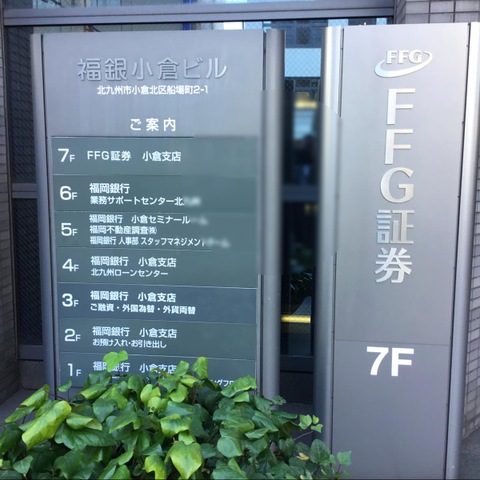 福銀小倉ビル
北九州市小倉北区船場町2-1
ご案内
7F FFG証券 小倉支店
6F 福岡銀行
業務サポートセンター北
5F 福岡銀行 小倉セミナール
福岡不動産調査㈱
福岡銀行 人事部 スタッフマネジメント
4F 福岡銀行 小倉支店
北九州ローンセンター
3F 福岡銀行 小倉支店
ご融資・外国為替・外貨両替
2F 福岡銀行 小倉支店
お預け入れ・お引き出し
1F 福岡銀行 小倉支
FFG
FFG証券
7F